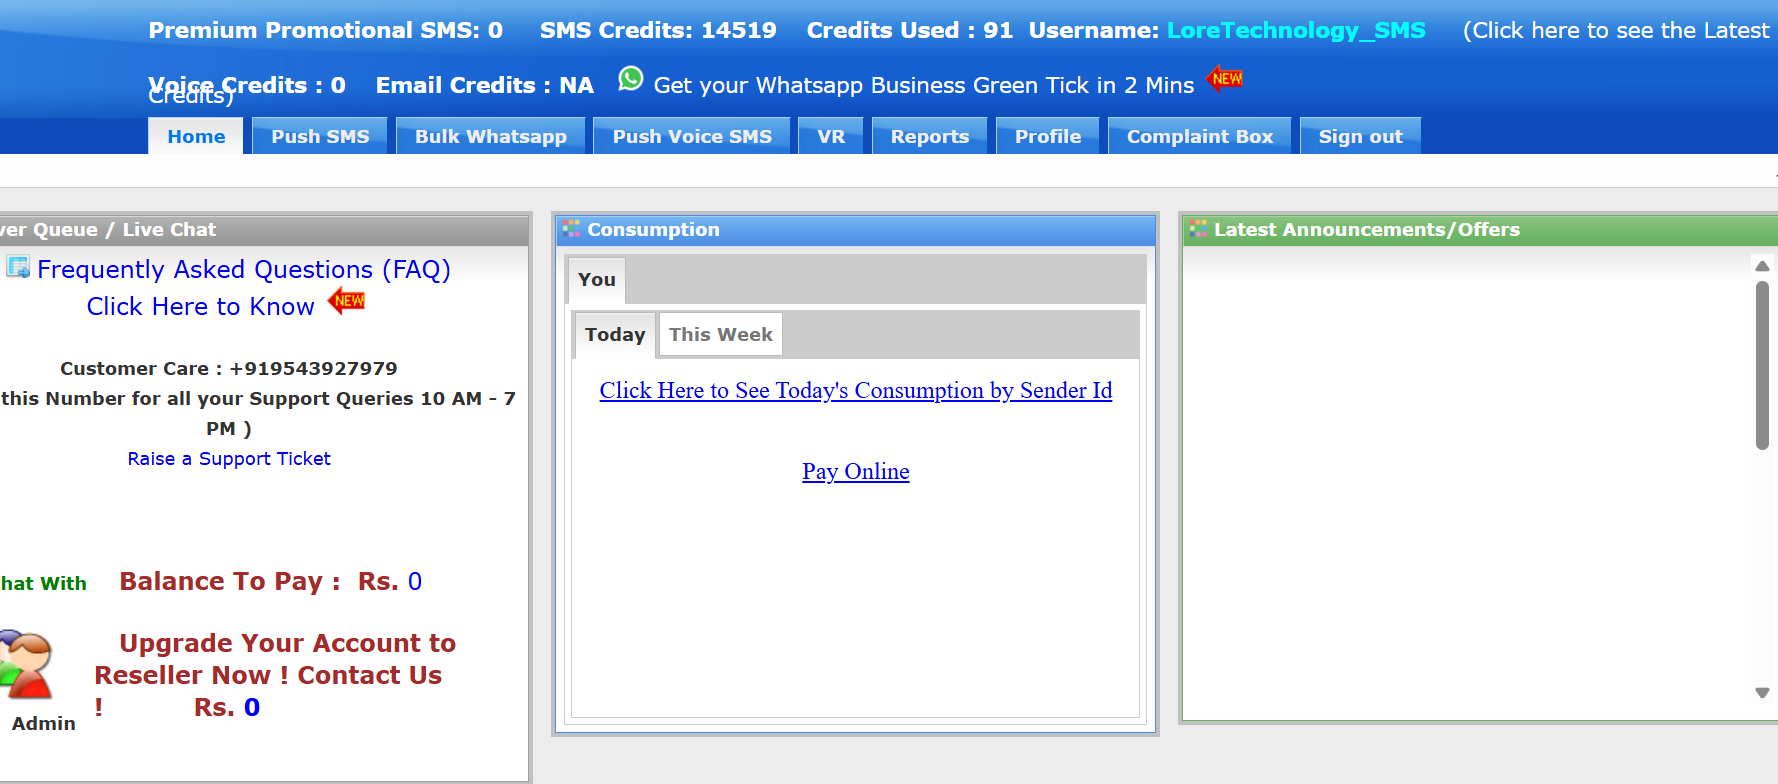 Premium Promotional SMS: 0 SMS Credits: 14519 Credits Used : 91 Username: LoreTechnology_SMS (Click here to see the Latest Credits)
Voice Credits : 0 Email Credits : NA Get your Whatsapp Business Green Tick in 2 Mins NEW
Home Push SMS Bulk Whatsapp Push Voice SMS VR Reports Profile Complaint Box Sign out
ver Queue / Live Chat
Frequently Asked Questions (FAQ)
Click Here to Know NEW
Customer Care : +919543927979
this Number for all your Support Queries 10 AM - 7
PM )
Raise a Support Ticket
hat With
Balance To Pay : Rs. 0
Upgrade Your Account to
Reseller Now ! Contact Us
! Rs. 0
Admin
Consumption
You
Today This Week
Click Here to See Today's Consumption by Sender Id
Pay Online
Latest Announcements/Offers